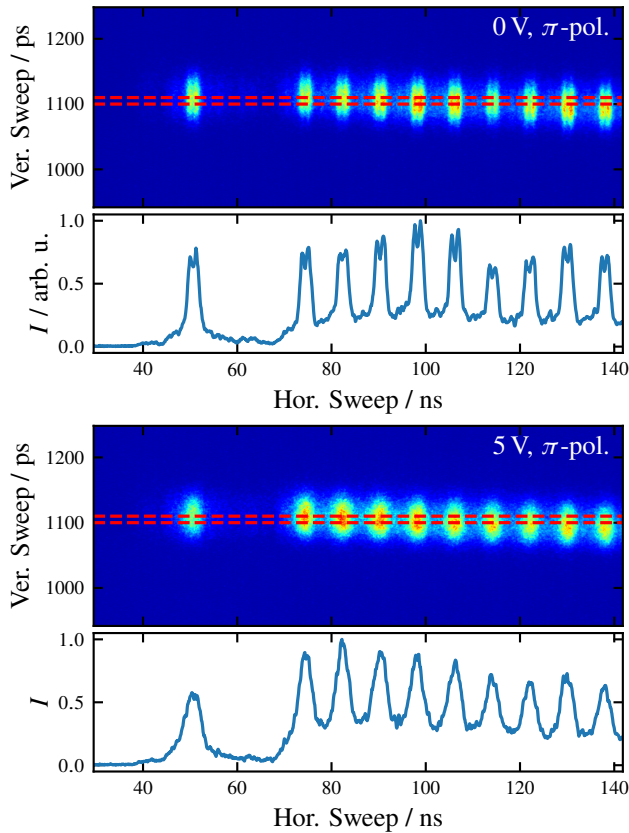 1200
1100
1000
Ver. Sweep / ps
0 V, π-pol.
1.0
0.5
0.0
I / arb. u.
40 60 80 100 120 140
Hor. Sweep / ns
1200
1100
1000
Ver. Sweep / ps
5 V, π-pol.
1.0
0.5
0.0
I
40 60 80 100 120 140
Hor. Sweep / ns